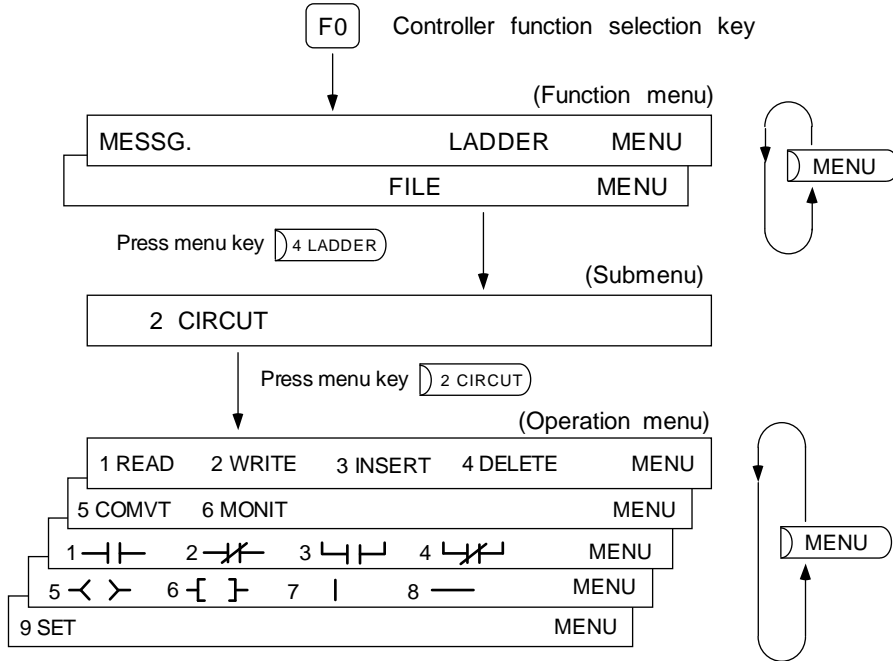 F0 Controller function selection key
(Function menu)
MESSG. LADDER MENU
MENU
FILE MENU
Press menu key 4 LADDER
(Submenu)
2 CIRCUT
Press menu key 2 CIRCUT
(Operation menu)
1 READ 2 WRITE 3 INSERT 4 DELETE MENU
5 COMVT 6 MONIT MENU
MENU
1 2 3 4 MENU
5 6 7 8 MENU
9 SET MENU